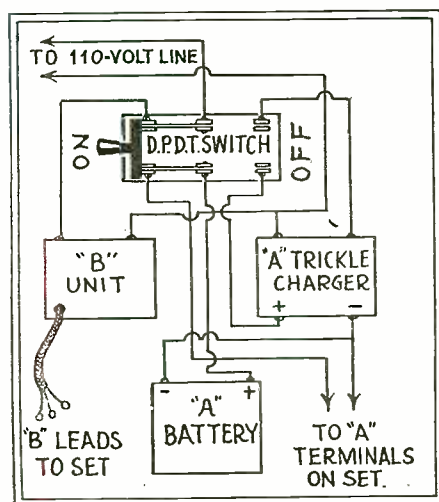 TO 110-VOLT LINE
ON
D.P.D.T. SWITCH
OFF
"B"
UNIT
"A" TRICKLE
CHARGER
+ -
- +
"A"
BATTERY
"B" LEADS
TO SET
TO "A"
TERMINALS
ON SET.